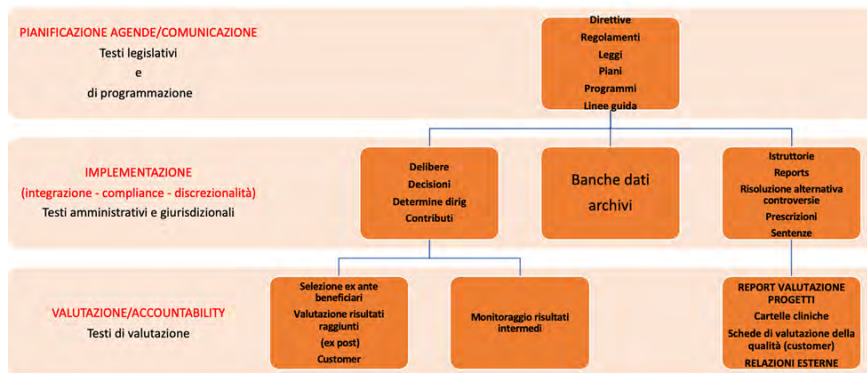 PIANIFICAZIONE AGENDE/COMUNICAZIONE
Testi legislativi
e
di programmazione
Direttive
Regolamenti
Leggi
Piani
Programmi
Linee guida
IMPLEMENTAZIONE
(integrazione - compliance - discrezionalità)
Testi amministrativi e giurisdizionali
Delibere
Decisioni
Determine dirig
Contributi
Banche dati
archivi
Istruttorie
Reports
Risoluzione alternativa
controversie
Prescrizioni
Sentenze
VALUTAZIONE/ACCOUNTABILITY
Testi di valutazione
Selezione ex ante
beneficiari
Valutazione risultati
raggiunti
(ex post)
Customer
Monitoraggio risultati
intermedi
REPORT VALUTAZIONE
PROGETTI
Cartelle cliniche
Schede di valutazione della
qualità (customer)
RELAZIONI ESTERNE